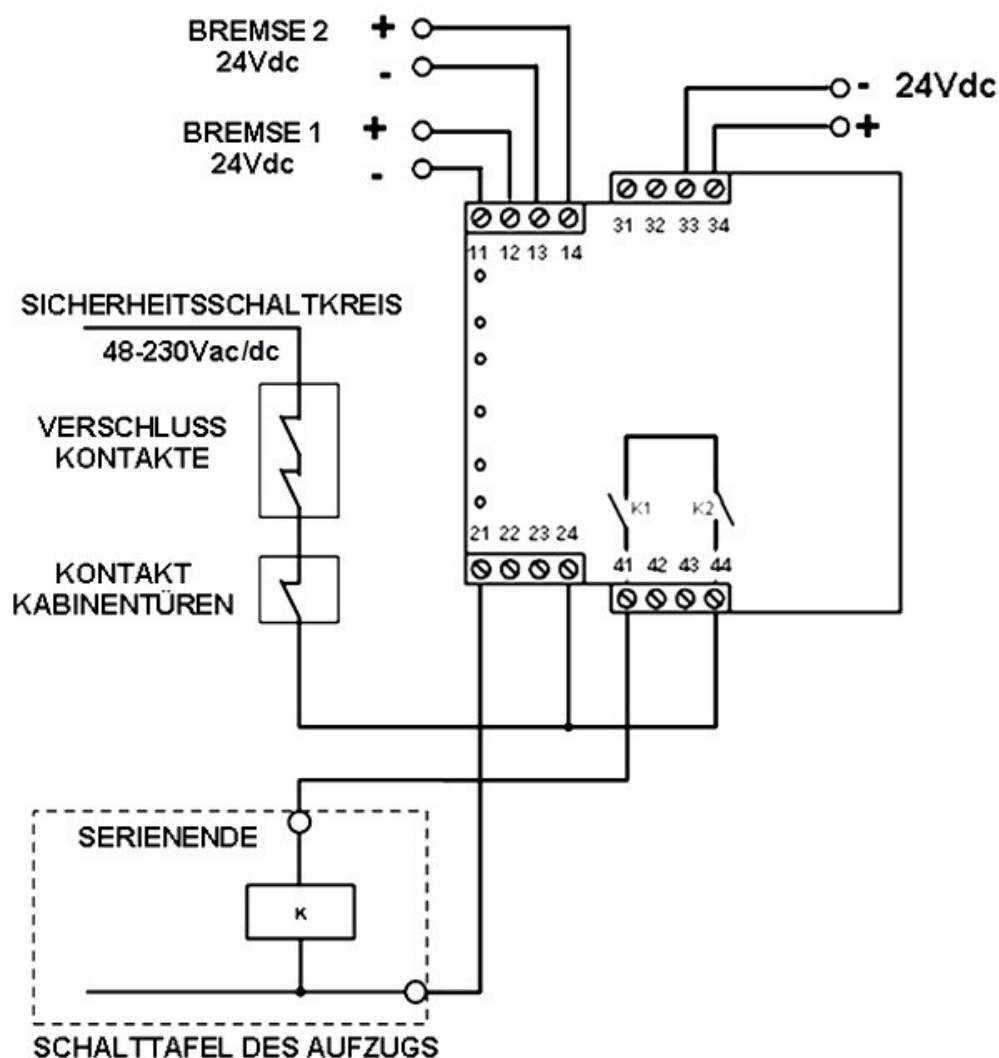 BREMSE 2
24Vdc
+
-
BREMSE 1
24Vdc
+
-
- 24Vdc
+
31 32 33 34
11 12 13 14
SICHERHEITSSCHALTKREIS
48-230Vac/dc
VERSCHLUSS
KONTAKTE
K1 K2
21 22 23 24
41 42 43 44
KONTAKT
KABINENTÜREN
SERIENENDE
K
SCHALTTAFEL DES AUFZUGS